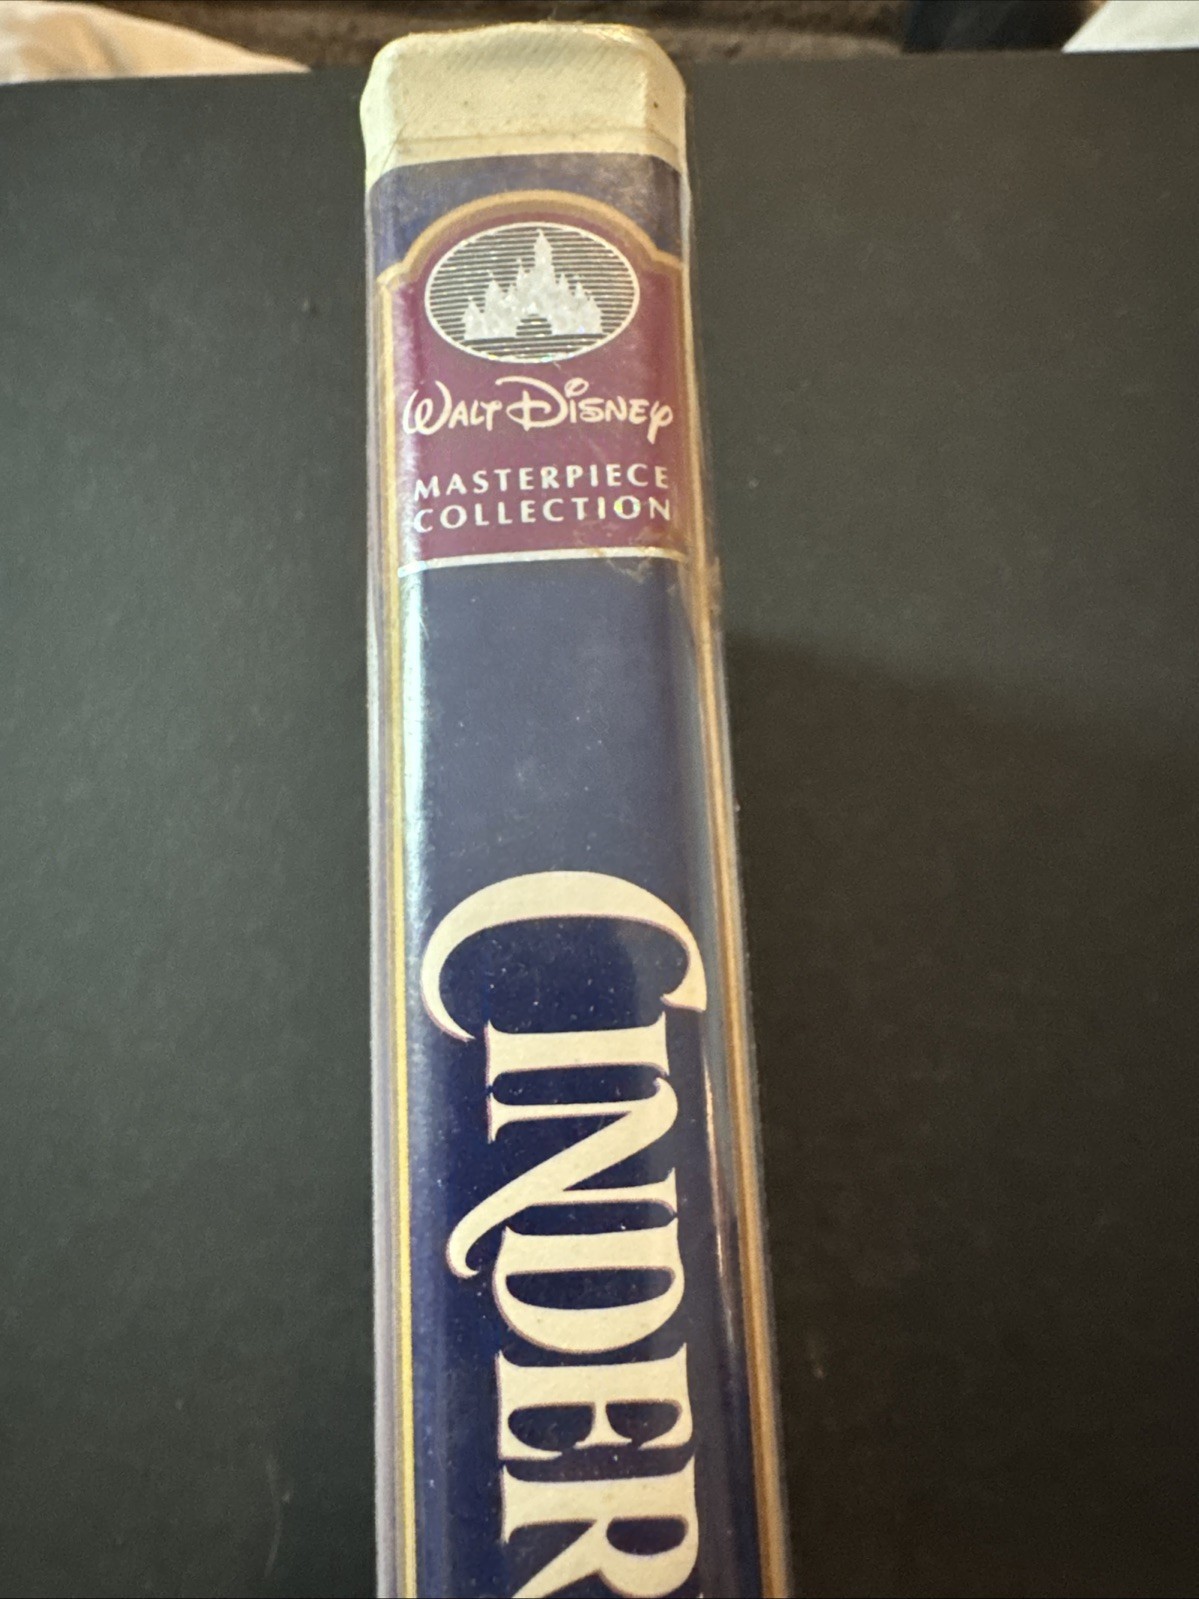 WALT DISNEY
MASTERPIECE
COLLECTION
CINDER